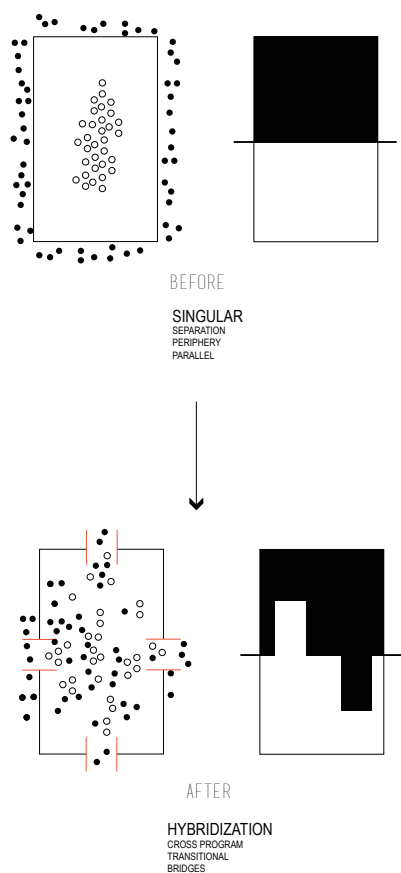 BEFORE
SINGULAR
SEPARATION
PERIPHERY
PARALLEL
AFTER
HYBRIDIZATION
CROSS PROGRAM
TRANSITIONAL
BRIDGES